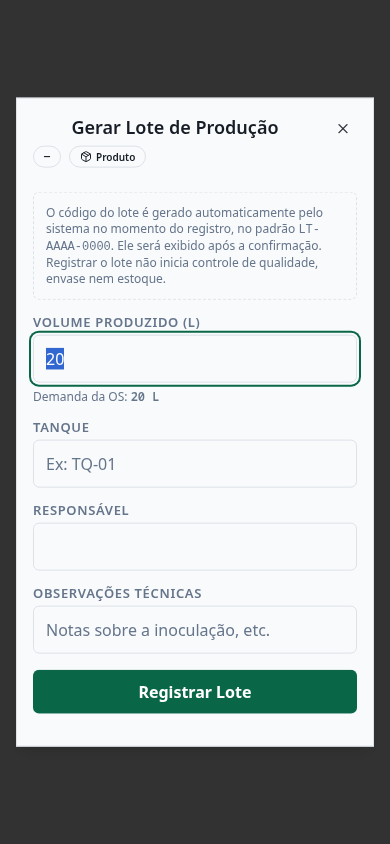 Gerar Lote de Produção
–
Produto
O código do lote é gerado automaticamente pelo
sistema no momento do registro, no padrão LT-
AAAA-0000. Ele será exibido após a confirmação.
Registrar o lote não inicia controle de qualidade,
envase nem estoque.
VOLUME PRODUZIDO (L)
20
Demanda da OS: 20 L
TANQUE
Ex: TQ-01
RESPONSÁVEL
OBSERVAÇÕES TÉCNICAS
Notas sobre a inoculação, etc.
Registrar Lote